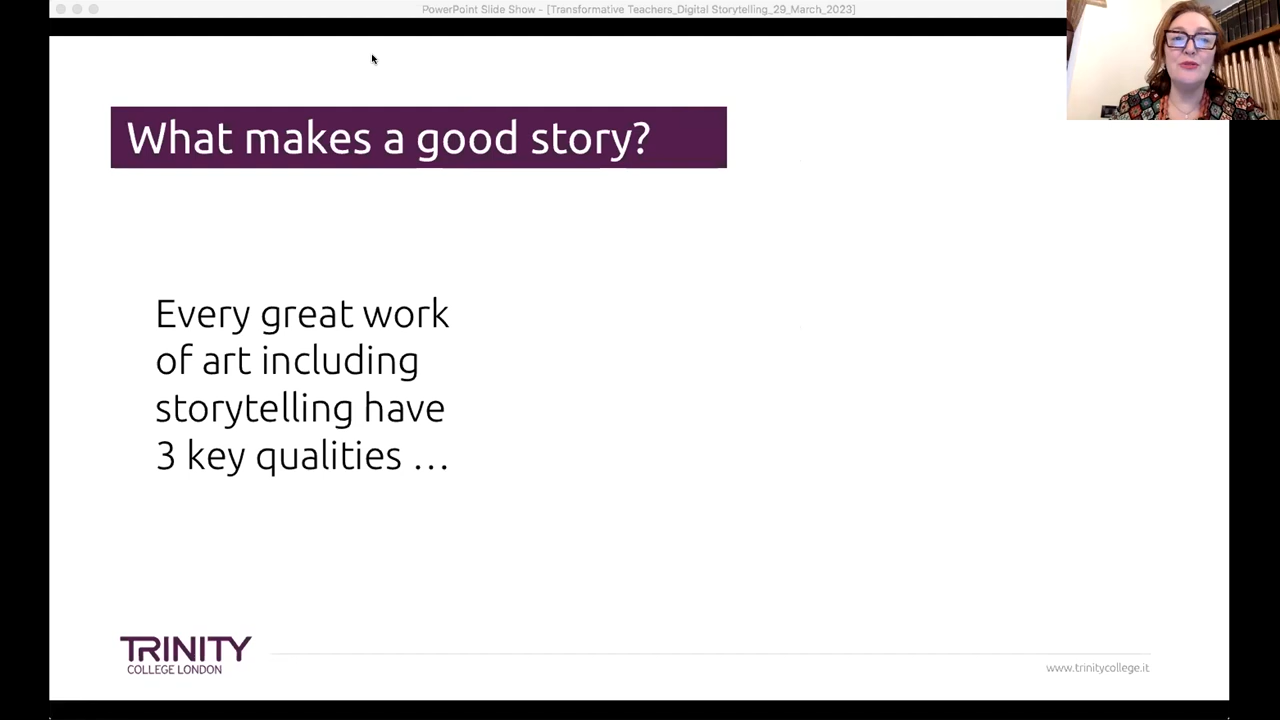 PowerPoint Slide Show - [Transformative Teachers_Digital Storytelling_29_March_2023]
What makes a good story?
Every great work
of art including
storytelling have
3 key qualities …
TRINITY
COLLEGE LONDON
www.trinitycollege.it